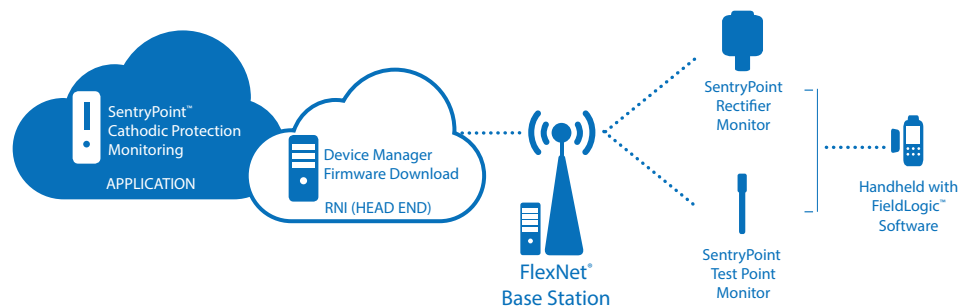 SentryPoint™
Cathodic Protection
Monitoring
APPLICATION
Device Manager
Firmware Download
RNI (HEAD END)
FlexNet®
Base Station
SentryPoint
Rectifier
Monitor
SentryPoint
Test Point
Monitor
Handheld with
FieldLogic™
Software